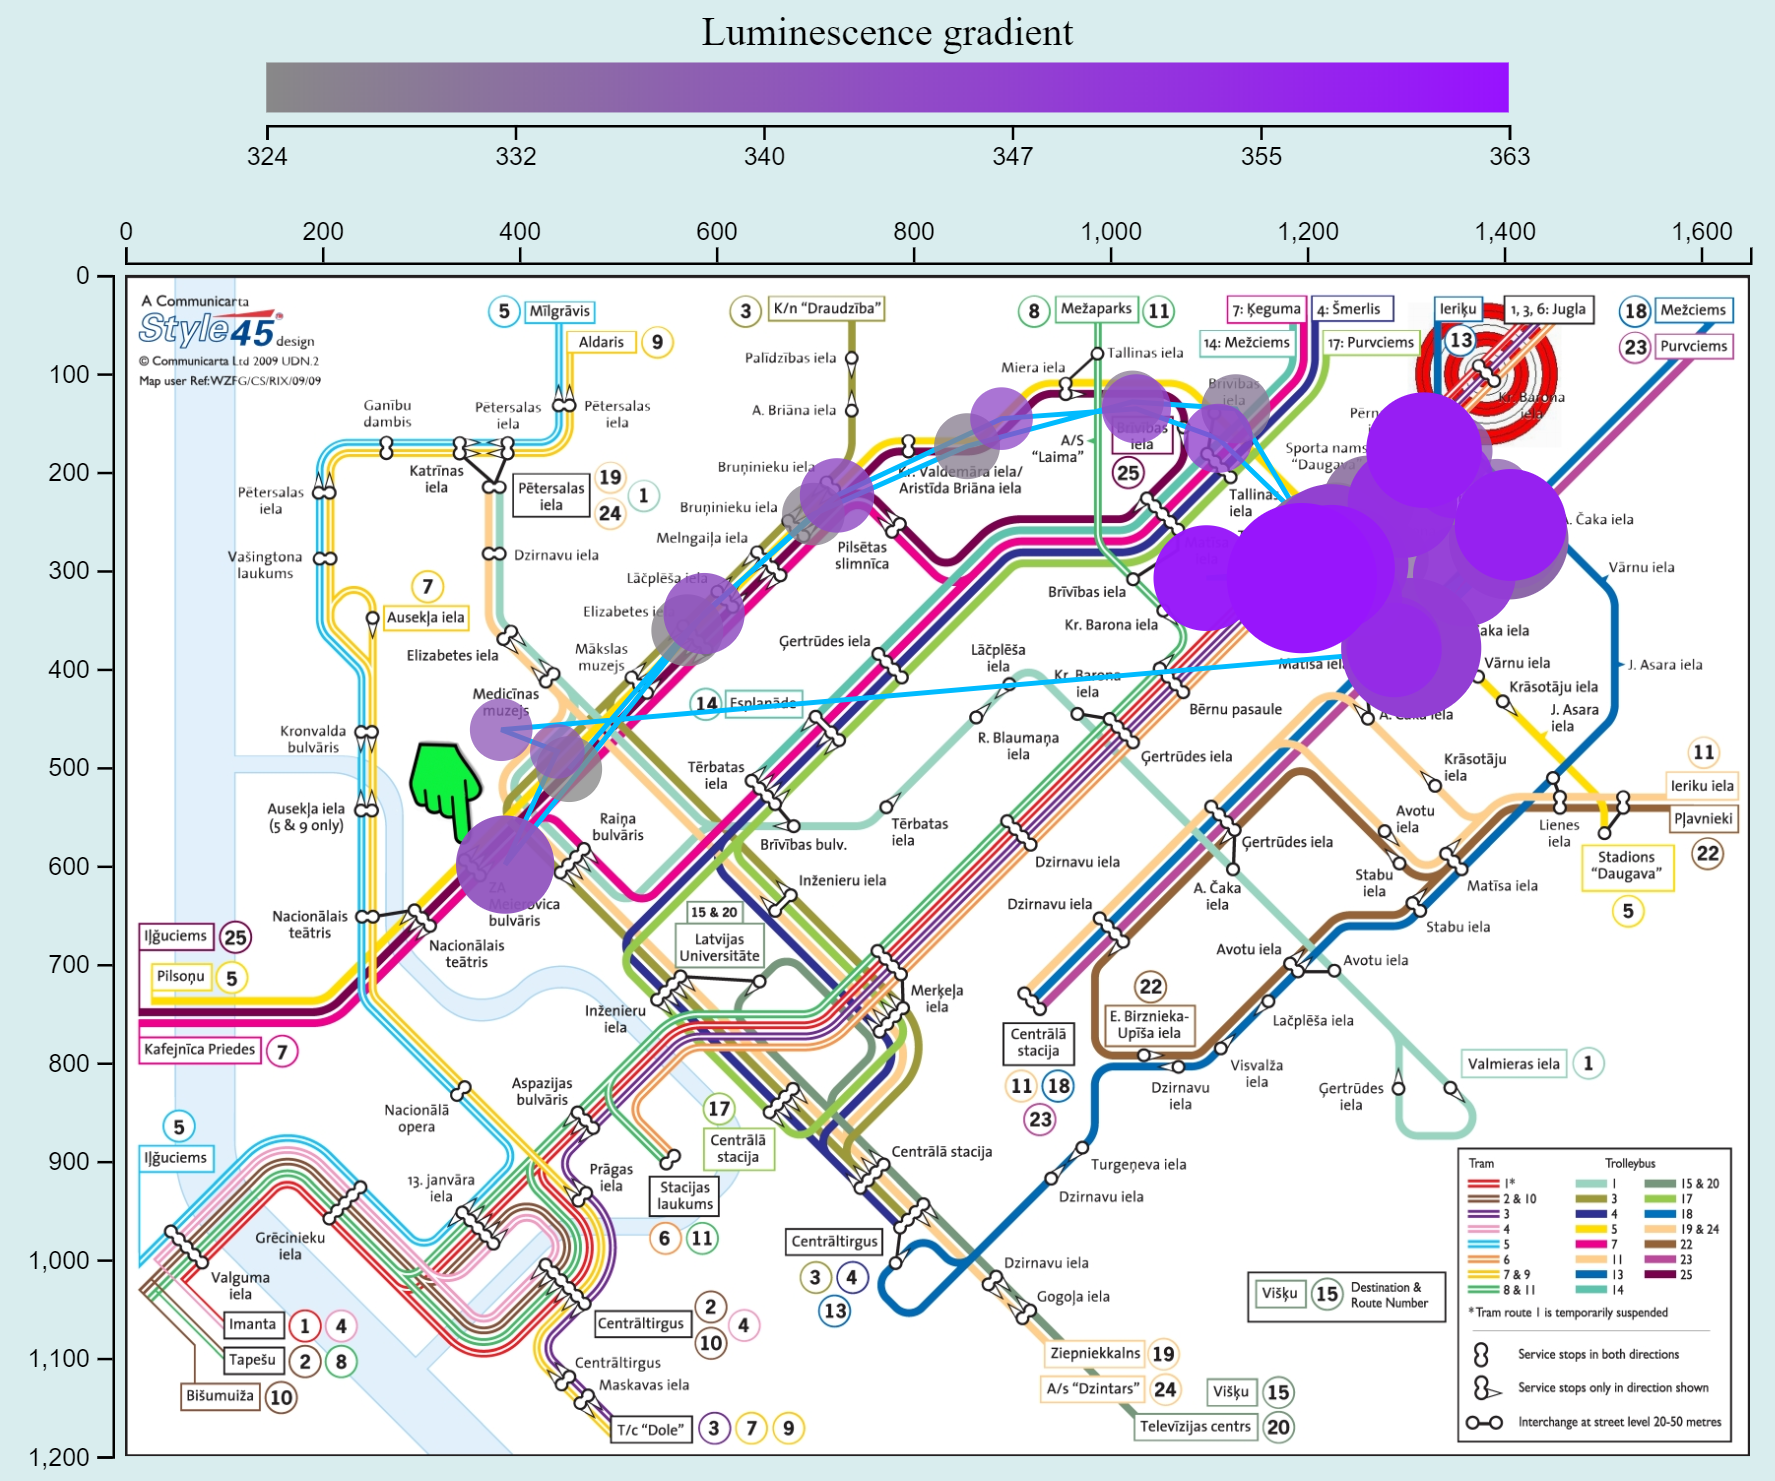 Luminescence gradient
324
332
340
347
355
363
0
200
400
600
800
1,000
1,200
1,400
1,600
0
100
200
300
400
500
600
700
800
900
1,000
1,100
1,200
A Communicarta
Style45
design
© Communicarta Ltd 2009 UDN.2
Map user Ref:WZFG/CS/RIX/09/09
5 Mīlgrāvis
Aldaris 9
3 K/n “Draudzība”
8 Mežaparks 11
7: Ķeguma
4: Šmerlis
14: Mežciems
17: Purvciems
Ieriķu
13
1, 3, 6: Jugla
18 Mežciems
23 Purvciems
Palīdzības iela
A. Briāna iela
Tallinas iela
Miera iela
Ganību
dambis
Pētersalas
iela
Pētersalas
iela
Katrīnas
iela
Pētersalas
iela
19
24
1
Pētersalas
iela
Dzirnavu iela
Vašingtona
laukums
7
Ausekļa iela
Elizabetes iela
Bruņinieku iela
Bruņinieku iela
Melngaiļa iela
Lāčplēša iela
Elizabetes
Mākslas
muzejs
Medicīnas
muzejs
Kr. Valdemāra iela/
Aristīda Briāna iela
Pilsētas
slimnīca
A/S
“Laima”
Brīvības
iela
25
Brīvības
iela
Tallinas
iela
Sporta nams
“Daugava
Kr. Barona
iela
Čaka iela
Brīvības iela
Kr. Barona iela
Matīsa
Vārnu iela
Vārnu iela
J. Asara iela
Krāsotāju iela
J. Asara
iela
A. Čaka iela
Krāsotāju
iela
Ģertrūdes iela
Lāčplēša
iela
Kr. Barona
iela
R. Blaumaņa
iela
Bērnu pasaule
Ģertrūdes iela
14 Esplanāde
Tērbatas
iela
Tērbatas
iela
Brīvības bulv.
Raiņa
bulvāris
Kronvalda
bulvāris
Ausekļa iela
(5 & 9 only)
Nacionālais
teātris
Nacionālais
teātris
ZA
Meierovica
bulvāris
Iļģuciems 25
Pilsoņu 5
Kafejnīca Priedes 7
Inženieru iela
15 & 20
Latvijas
Universitāte
Inženieru
iela
Merķeļa
iela
Dzirnavu iela
Dzirnavu iela
Ģertrūdes iela
A. Čaka
iela
Avotu
iela
Stabu
iela
Matīsa iela
Stabu iela
Avotu iela
Avotu iela
Lienes
iela
11
Ieriku iela
Pļavnieki
22
Stadions
“Daugava”
5
22
E. Birznieka-
Upīša iela
Centrālā
stacija
11 18
23
Lačplēša iela
Visvalža
iela
Dzirnavu
iela
Ģertrūdes
iela
Valmieras iela 1
Turgeņeva iela
Dzirnavu iela
Aspazijas
bulvāris
Nacionālā
opera
17
Centrālā
stacija
Centrālā stacija
5
Iļģuciems
13. janvāra
iela
Prāgas
iela
Stacijas
laukums
6 11
Grēcinieku
iela
Valguma
iela
Imanta 1 4
Tapešu 2 8
Bišumuiža 10
Centrāltirgus
2
10
4
Centrāltirgus
3 4
13
Centrāltirgus
Maskavas iela
T/c “Dole” 3 7 9
Dzirnavu iela
Gogoļa iela
Ziepniekkalns 19
A/s “Dzintars” 24
Višķu 15
Televīzijas centrs 20
Višķu 15 Destination &
Route Number
Tram
Trolleybus
1*
2 & 10
3
4
5
6
7 & 9
8 & 11
1
3
4
5
7
11
13
14
15 & 20
17
18
19 & 24
22
23
25
*Tram route 1 is temporarily suspended
Service stops in both directions
Service stops only in direction shown
Interchange at street level 20-50 metres